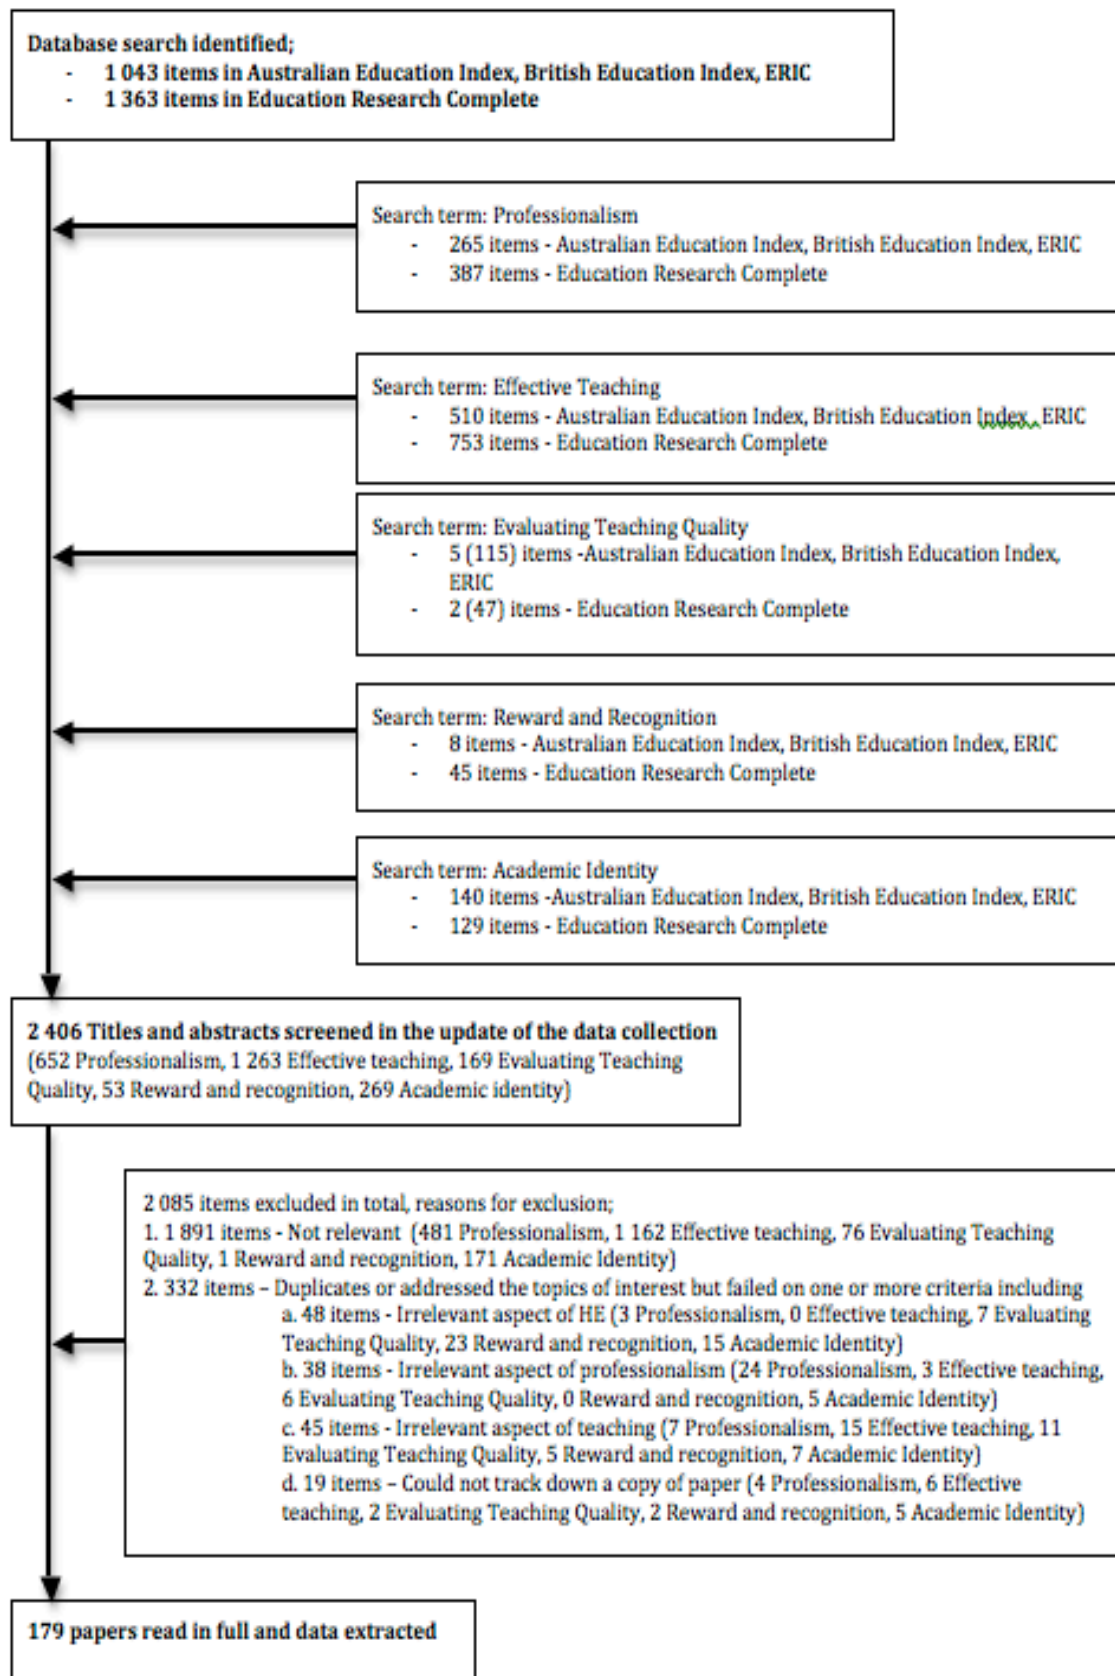 Database search identified;
- 1 043 items in Australian Education Index, British Education Index, ERIC
- 1 363 items in Education Research Complete
Search term: Professionalism
- 265 items - Australian Education Index, British Education Index, ERIC
- 387 items - Education Research Complete
Search term: Effective Teaching
- 510 items - Australian Education Index, British Education Index , ERIC
- 753 items - Education Research Complete
Search term: Evaluating Teaching Quality
- 5 (115) items -Australian Education Index, British Education Index,
ERIC
- 2 (47) items - Education Research Complete
Search term: Reward and Recognition
- 8 items - Australian Education Index, British Education Index, ERIC
- 45 items - Education Research Complete
Search term: Academic Identity
- 140 items -Australian Education Index, British Education Index, ERIC
- 129 items - Education Research Complete
2 406 Titles and abstracts screened in the update of the data collection
(652 Professionalism, 1 263 Effective teaching, 169 Evaluating Teaching
Quality, 53 Reward and recognition, 269 Academic identity)
2 085 items excluded in total, reasons for exclusion;
1. 1 891 items - Not relevant (481 Professionalism, 1 162 Effective teaching, 76 Evaluating Teaching
Quality, 1 Reward and recognition, 171 Academic Identity)
2. 332 items – Duplicates or addressed the topics of interest but failed on one or more criteria including
a. 48 items - Irrelevant aspect of HE (3 Professionalism, 0 Effective teaching, 7 Evaluating
Teaching Quality, 23 Reward and recognition, 15 Academic Identity)
b. 38 items - Irrelevant aspect of professionalism (24 Professionalism, 3 Effective teaching,
6 Evaluating Teaching Quality, 0 Reward and recognition, 5 Academic Identity)
c. 45 items - Irrelevant aspect of teaching (7 Professionalism, 15 Effective teaching, 11
Evaluating Teaching Quality, 5 Reward and recognition, 7 Academic Identity)
d. 19 items – Could not track down a copy of paper (4 Professionalism, 6 Effective
teaching, 2 Evaluating Teaching Quality, 2 Reward and recognition, 5 Academic Identity)
179 papers read in full and data extracted